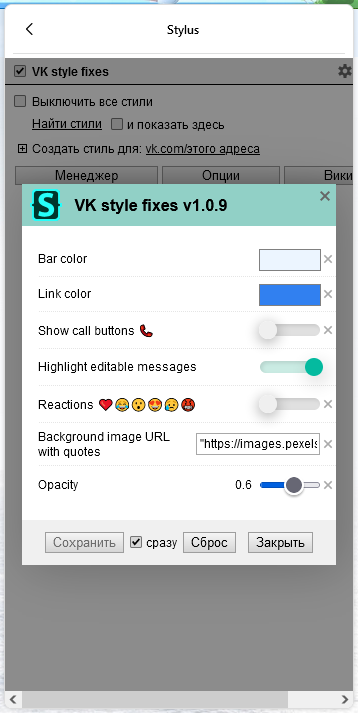 Stylus
VK style fixes
Выключить все стили
Найти стили и показать здесь
Создать стиль для: vk.com/этого адреса
Менеджер Опции Вики
S VK style fixes v1.0.9
Bar color
Link color
Show call buttons 📞
Highlight editable messages
Reactions ❤️😂😮😍😥🤬
Background image URL
with quotes
"https://images.pexels
Opacity 0.6
Сохранить сразу Сброс Закрыть